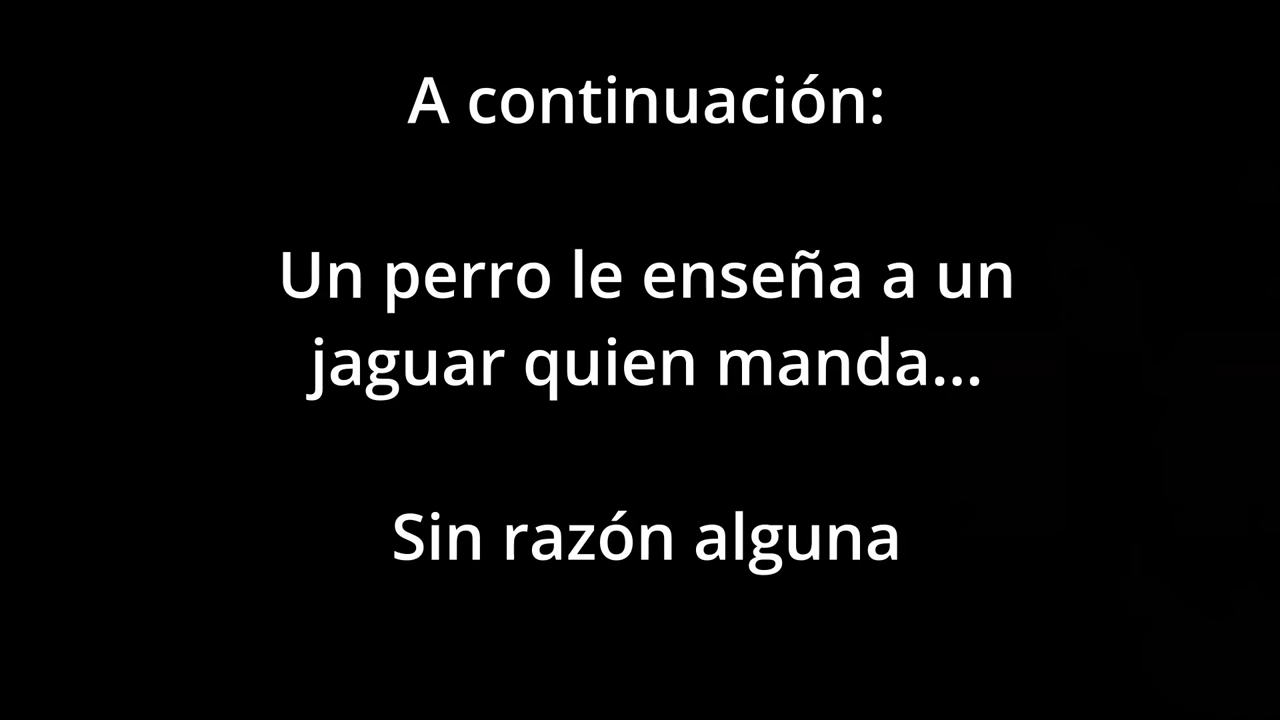 A continuación:
Un perro le enseña a un
jaguar quien manda...
Sin razón alguna